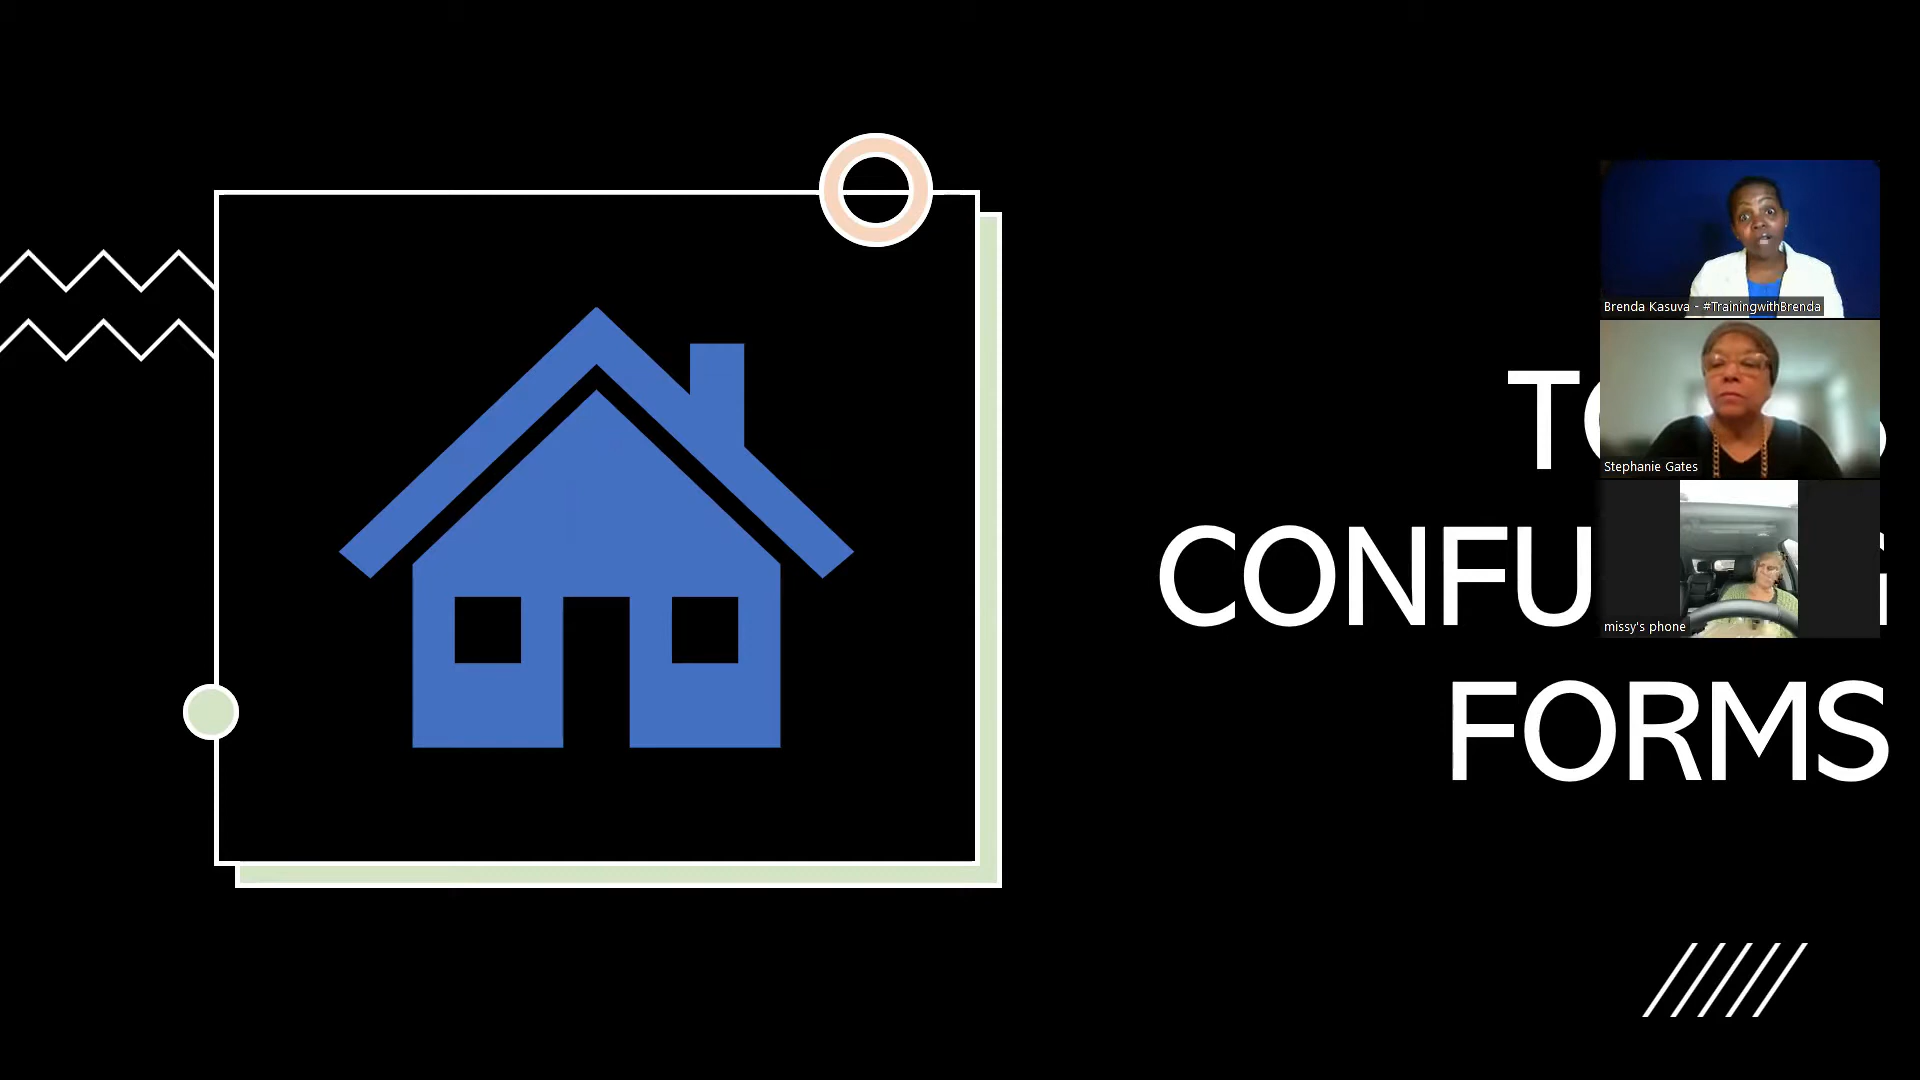 CONFU
FORMS
Brenda Kasuva - #TrainingwithBrenda
Stephanie Gates
missy's phone